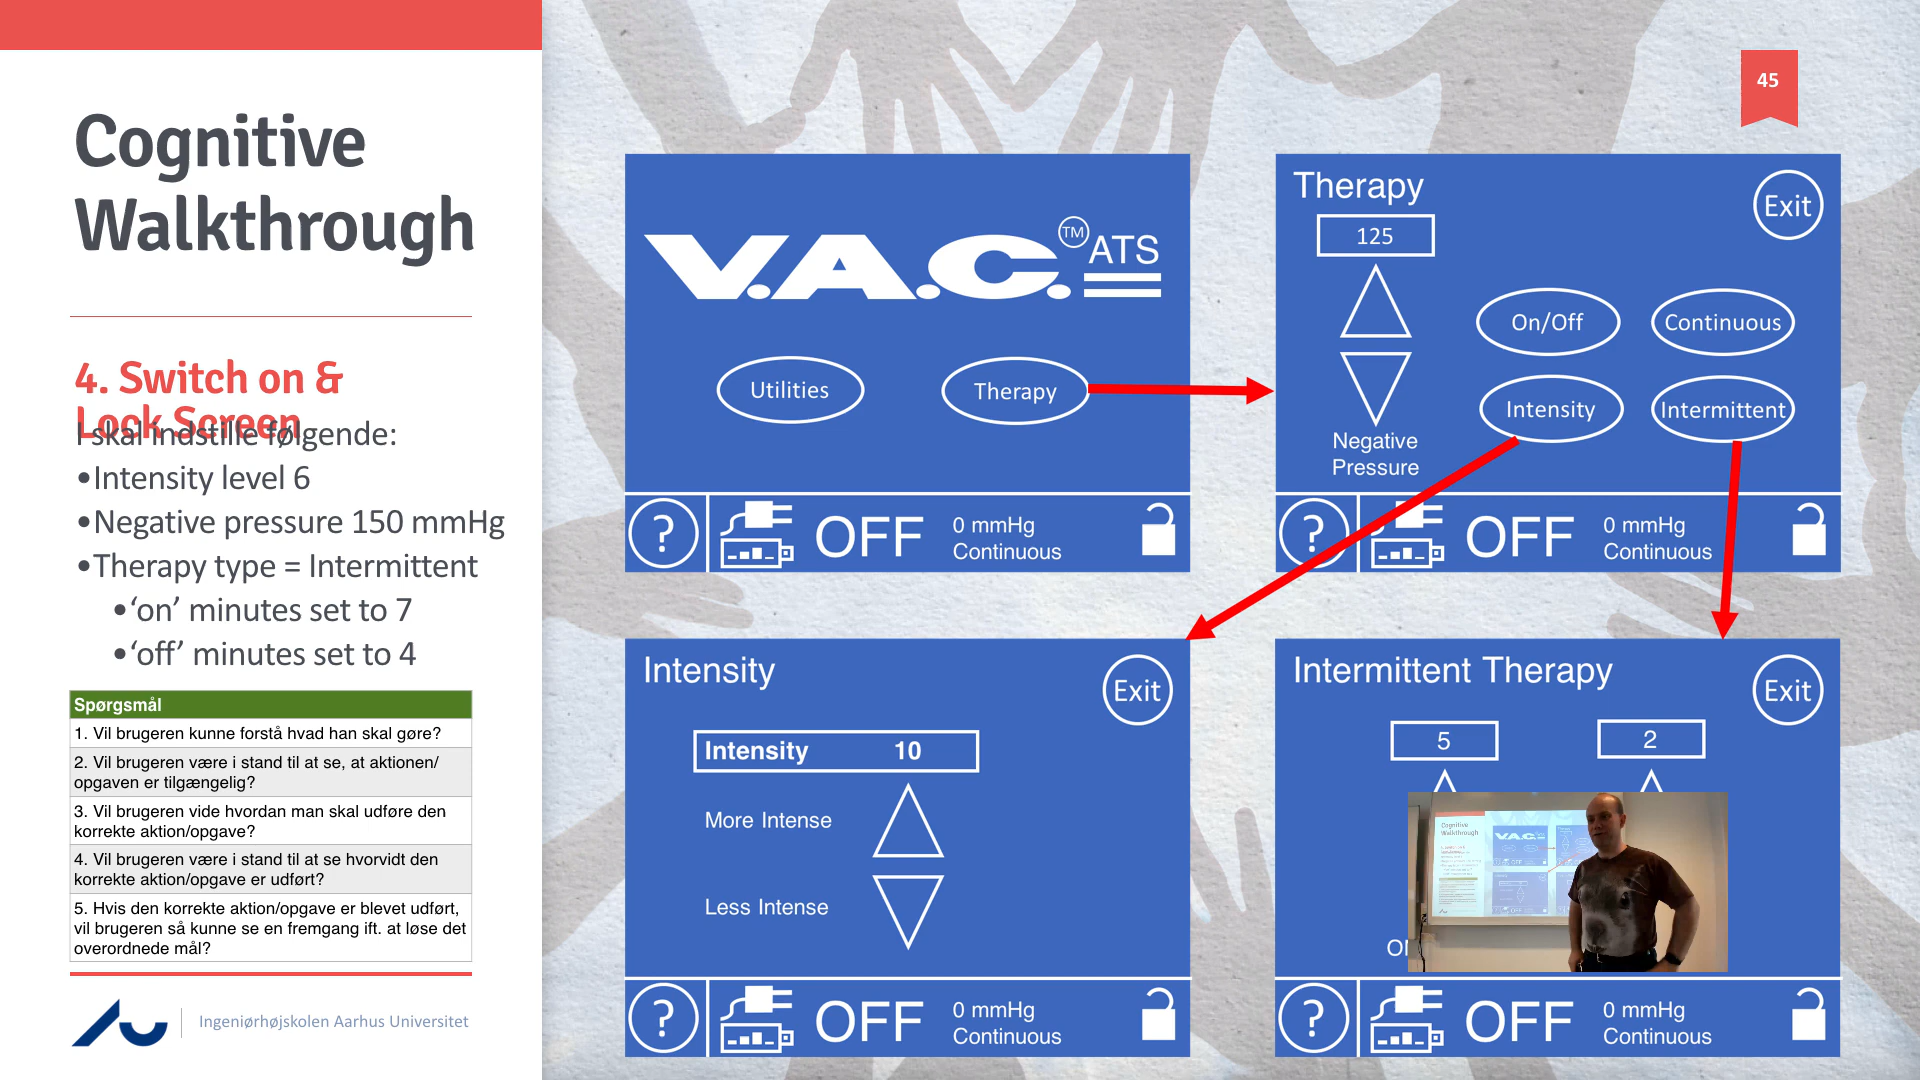 Cognitive
Walkthrough
4. Switch on &
Lock Screen
I skal indstille følgende:
•Intensity level 6
•Negative pressure 150 mmHg
•Therapy type = Intermittent
•‘on’ minutes set to 7
•‘off’ minutes set to 4
Spørgsmål
1. Vil brugeren kunne forstå hvad han skal gøre?
2. Vil brugeren være i stand til at se, at aktionen/
opgaven er tilgængelig?
3. Vil brugeren vide hvordan man skal udføre den
korrekte aktion/opgave?
4. Vil brugeren være i stand til at se hvorvidt den
korrekte aktion/opgave er udført?
5. Hvis den korrekte aktion/opgave er blevet udført,
vil brugeren så kunne se en fremgang ift. at løse det
overordnede mål?
Ingeniørhøjskolen Aarhus Universitet
45
V.A.C. TM ATS
Utilities
Therapy
? OFF
0 mmHg
Continuous
Therapy
Exit
125
On/Off
Continuous
Intensity
Intermittent
Negative
Pressure
? OFF
0 mmHg
Continuous
Intensity
Exit
Intensity 10
More Intense
Less Intense
? OFF
0 mmHg
Continuous
Intermittent Therapy
Exit
5
2
? OFF
0 mmHg
Continuous
Cognitive
Walkthrough